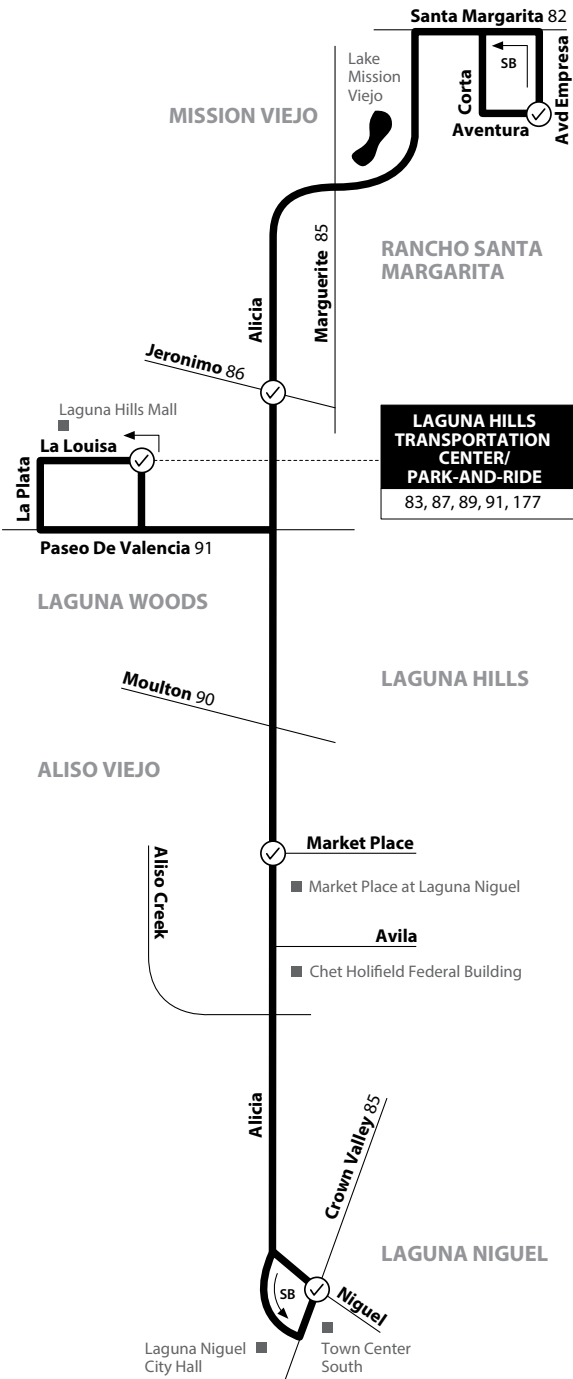 Santa Margarita 82
Lake
Mission
Viejo
SB
Corta
Avd Empresa
Aventura
MISSION VIEJO
Marguerite 85
RANCHO SANTA
MARGARITA
Alicia
Jeronimo 86
Laguna Hills Mall
La Louisa
La Plata
LAGUNA HILLS
TRANSPORTATION
CENTER/
PARK-AND-RIDE
83, 87, 89, 91, 177
Paseo De Valencia 91
LAGUNA WOODS
LAGUNA HILLS
Moulton 90
ALISO VIEJO
Market Place
Aliso Creek
Market Place at Laguna Niguel
Avila
Chet Holifield Federal Building
Alicia
Crown Valley 85
LAGUNA NIGUEL
SB
Niguel
Laguna Niguel
City Hall
Town Center
South